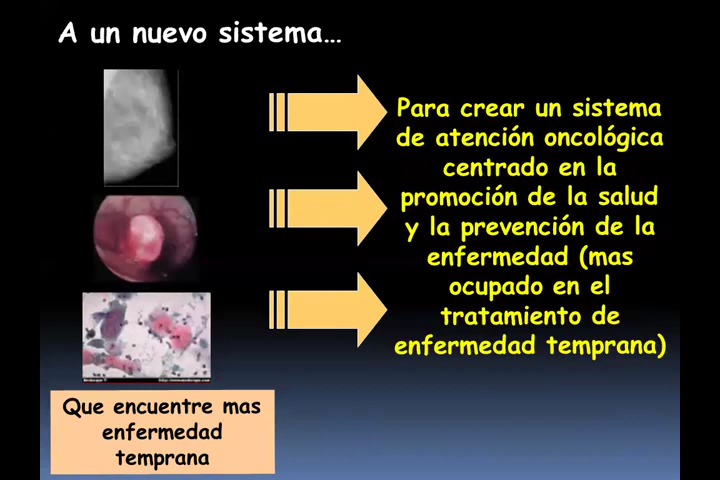 A un nuevo sistema…
Para crear un sistema
de atención oncológica
centrado en la
promoción de la salud
y la prevención de la
enfermedad (mas
ocupado en el
tratamiento de
enfermedad temprana)
Que encuentre mas
enfermedad
temprana